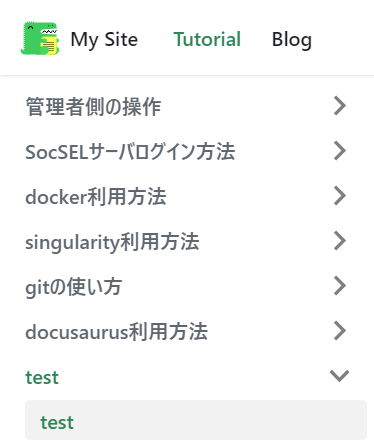 My Site Tutorial Blog
管理者側の操作
SocSELサーバログイン方法
docker利用方法
singularity利用方法
gitの使い方
docusaurus利用方法
test
test